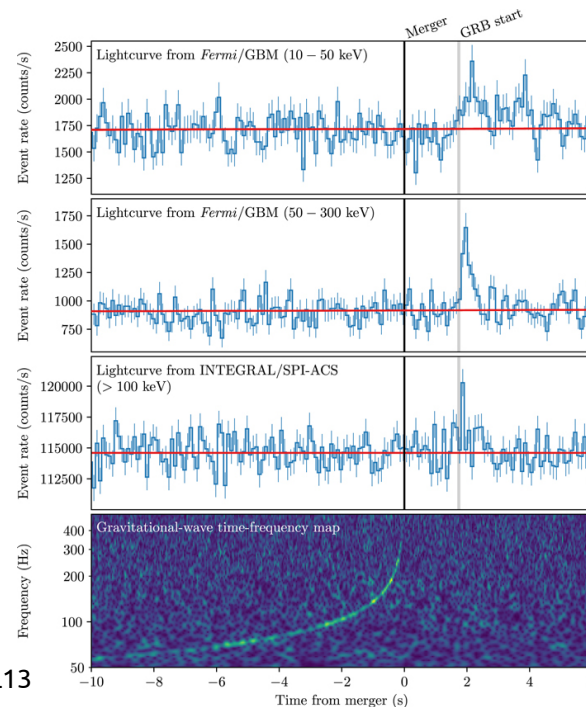 Merger GRB start
Lightcurve from Fermi/GBM (10 − 50 keV)
Event rate (counts/s)
2500
2250
2000
1750
1500
1250
Lightcurve from Fermi/GBM (50 − 300 keV)
Event rate (counts/s)
1750
1500
1250
1000
750
Lightcurve from INTEGRAL/SPI-ACS
(> 100 keV)
Event rate (counts/s)
120000
117500
115000
112500
Gravitational-wave time-frequency map
Frequency (Hz)
400
300
200
100
50
−10 −8 −6 −4 −2 0 2 4
Time from merger (s)